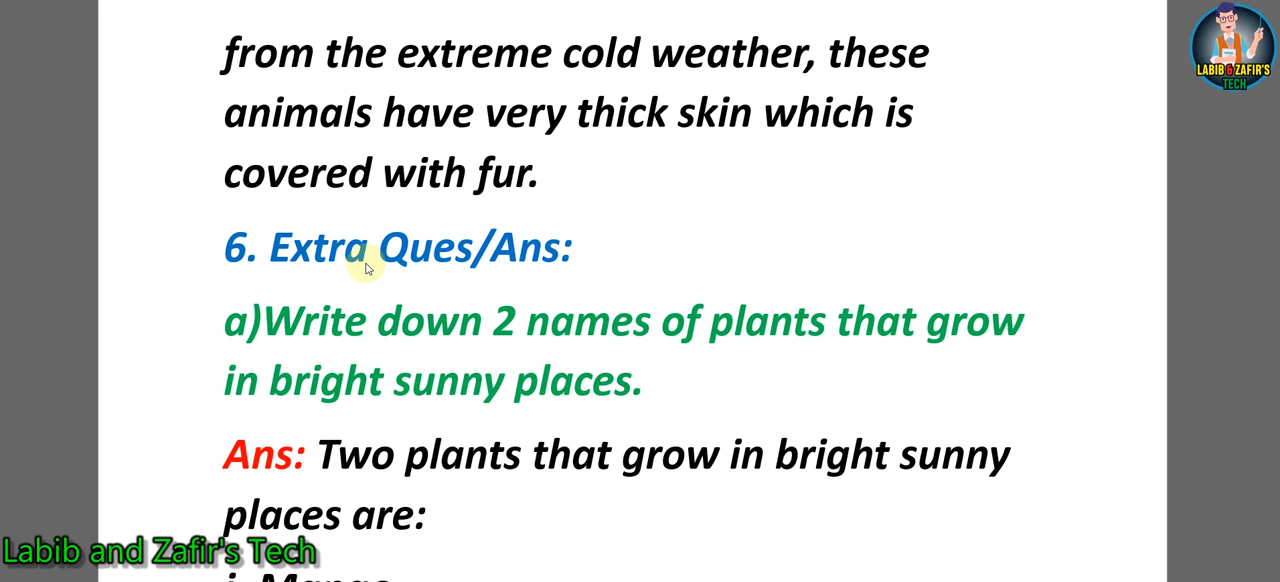 from the extreme cold weather, these
animals have very thick skin which is
covered with fur.
6. Extra Ques/Ans:
a)Write down 2 names of plants that grow
in bright sunny places.
Ans: Two plants that grow in bright sunny
places are:
i. Mango
Labib and Zafir's Tech
LABIB & ZAFIR'S
TECH